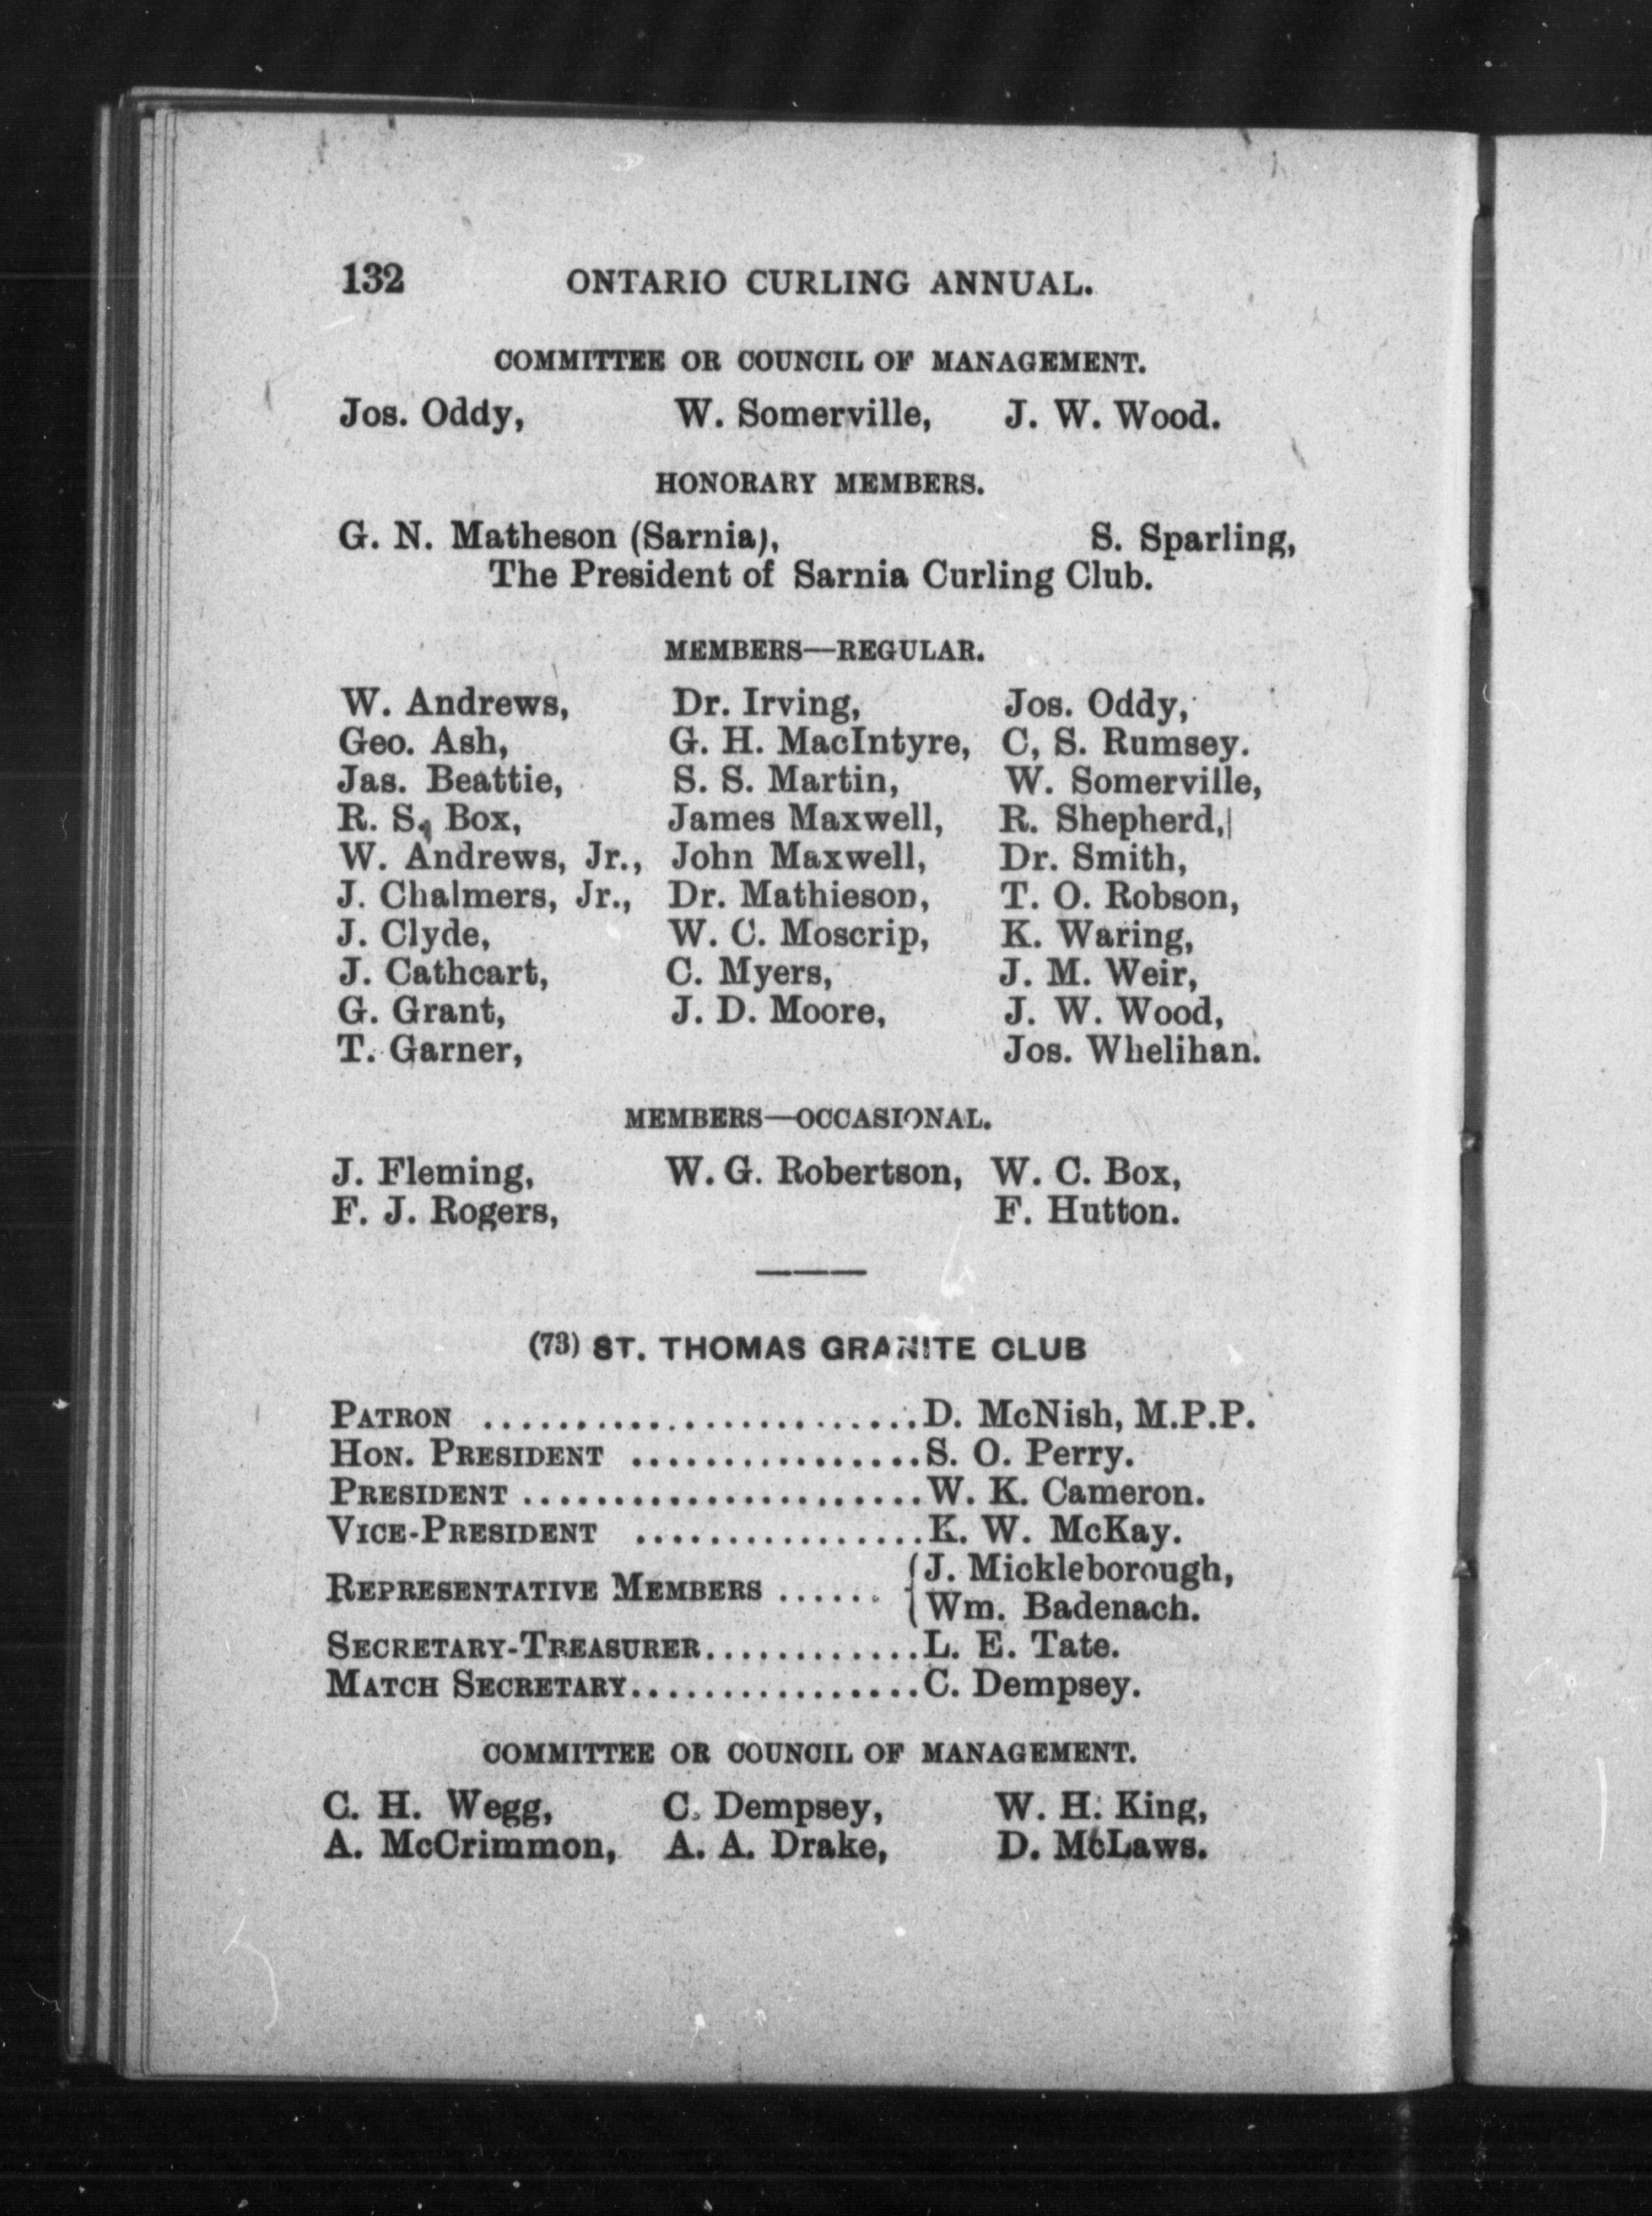 132 ONTARIO CURLING ANNUAL.
COMMITTEE OR COUNCIL OF MANAGEMENT.
Jos. Oddy, W. Somerville, J. W. Wood.
HONORARY MEMBERS.
G. N. Matheson (Sarnia), S. Sparling,
The President of Sarnia Curling Club.
MEMBERS—REGULAR.
W. Andrews, Dr. Irving, Jos. Oddy,
Geo. Ash, G. H. MacIntyre, C, S. Rumsey.
Jas. Beattie, S. S. Martin, W. Somerville,
R. S. Box, James Maxwell, R. Shepherd,
W. Andrews, Jr., John Maxwell, Dr. Smith,
J. Chalmers, Jr., Dr. Mathieson, T. O. Robson,
J. Clyde, W. C. Moscrip, K. Waring,
J. Cathcart, C. Myers, J. M. Weir,
G. Grant, J. D. Moore, J. W. Wood,
T. Garner, Jos. Whelihan.
MEMBERS—OCCASIONAL.
J. Fleming, W. G. Robertson, W. C. Box,
F. J. Rogers, F. Hutton.
(73) ST. THOMAS GRANITE CLUB
PATRON ........................D. McNish, M.P.P.
HON. PRESIDENT ................S. O. Perry.
PRESIDENT ......................W. K. Cameron.
VICE-PRESIDENT ................K. W. McKay.
REPRESENTATIVE MEMBERS ...... {J. Mickleborough,
Wm. Badenach.
SECRETARY-TREASURER............L. E. Tate.
MATCH SECRETARY................C. Dempsey.
COMMITTEE OR COUNCIL OF MANAGEMENT.
C. H. Wegg, C. Dempsey, W. H. King,
A. McCrimmon, A. A. Drake, D. McLaws.